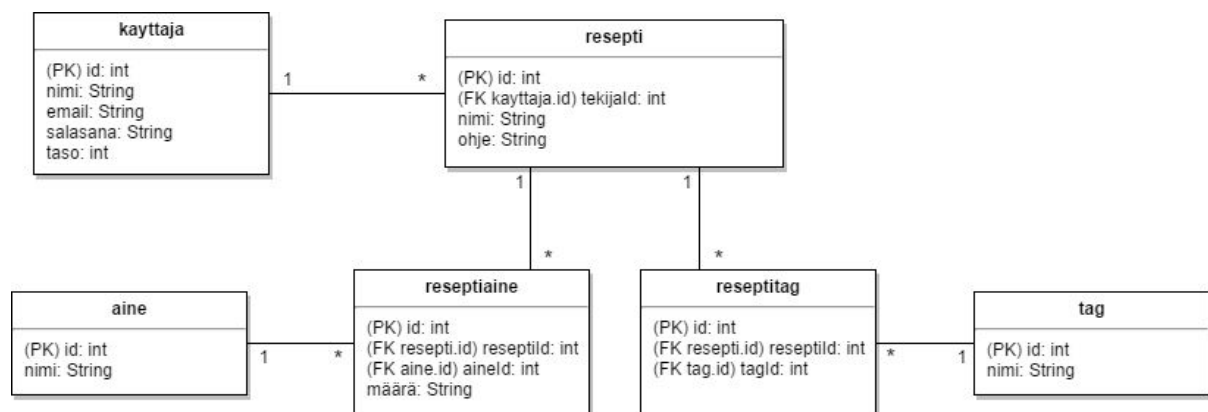 kayttaja
(PK) id: int
nimi: String
email: String
salasana: String
taso: int
1
*
resepti
(PK) id: int
(FK kayttaja.id) tekijaId: int
nimi: String
ohje: String
1
1
*
*
aine
(PK) id: int
nimi: String
1
*
reseptiaine
(PK) id: int
(FK resepti.id) reseptiId: int
(FK aine.id) aineId: int
määrä: String
reseptitag
(PK) id: int
(FK resepti.id) reseptiId: int
(FK tag.id) tagId: int
*
1
tag
(PK) id: int
nimi: String